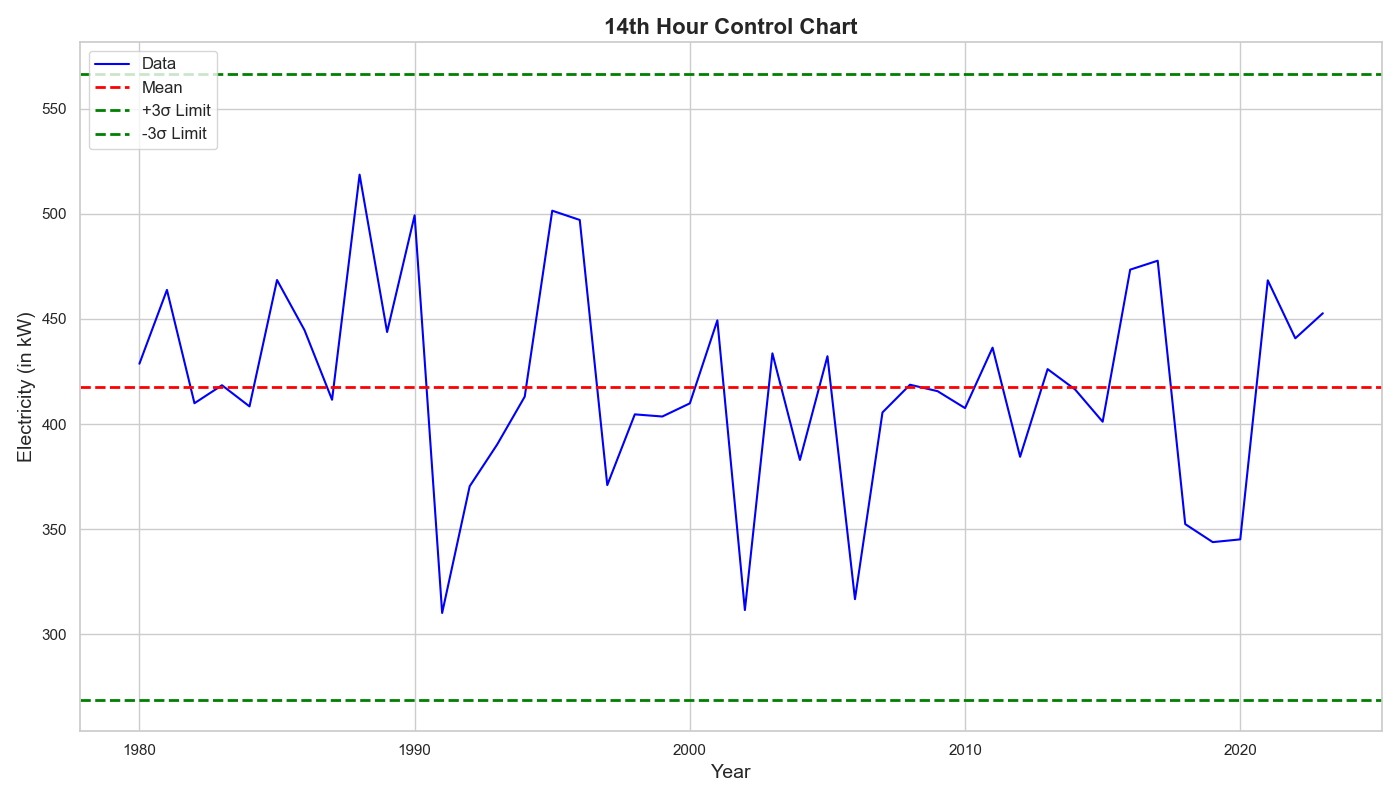 14th Hour Control Chart
Data
Mean
+3σ Limit
-3σ Limit
Electricity (in kW)
550
500
450
400
350
300
1980
1990
2000
2010
2020
Year